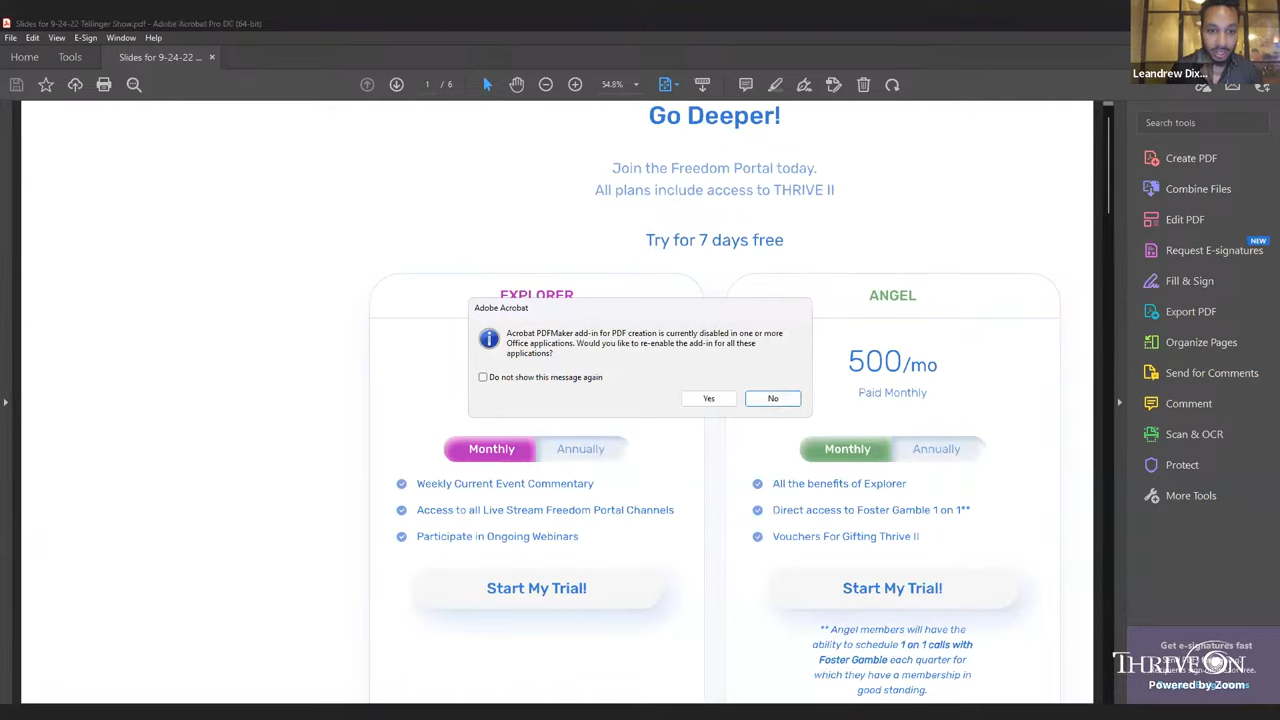 Slides for 9-24-22 Tellinger Show.pdf - Adobe Acrobat Pro DC (64-bit)
File Edit View E-Sign Window Help
Home Tools Slides for 9-24-22 ... ×
1 / 6 54.8%
Leandrew Dix...
Go Deeper!
Join the Freedom Portal today.
All plans include access to THRIVE II
Try for 7 days free
EXPLORER
Adobe Acrobat
Acrobat PDFMaker add-in for PDF creation is currently disabled in one or more
Office applications. Would you like to re-enable the add-in for all these
applications?
Do not show this message again
Yes No
Monthly Annually
Weekly Current Event Commentary
Access to all Live Stream Freedom Portal Channels
Participate in Ongoing Webinars
Start My Trial!
ANGEL
500/mo
Paid Monthly
Monthly Annually
All the benefits of Explorer
Direct access to Foster Gamble 1 on 1**
Vouchers For Gifting Thrive II
Start My Trial!
** Angel members will have the
ability to schedule 1 on 1 calls with
Foster Gamble each quarter for
which they have a membership in
good standing.
Search tools
Create PDF
Combine Files
Edit PDF
NEW
Request E-signatures
Fill & Sign
Export PDF
Organize Pages
Send for Comments
Comment
Scan & OCR
Protect
More Tools
Get e-signatures fast
THRIVEON
Powered by Zoom